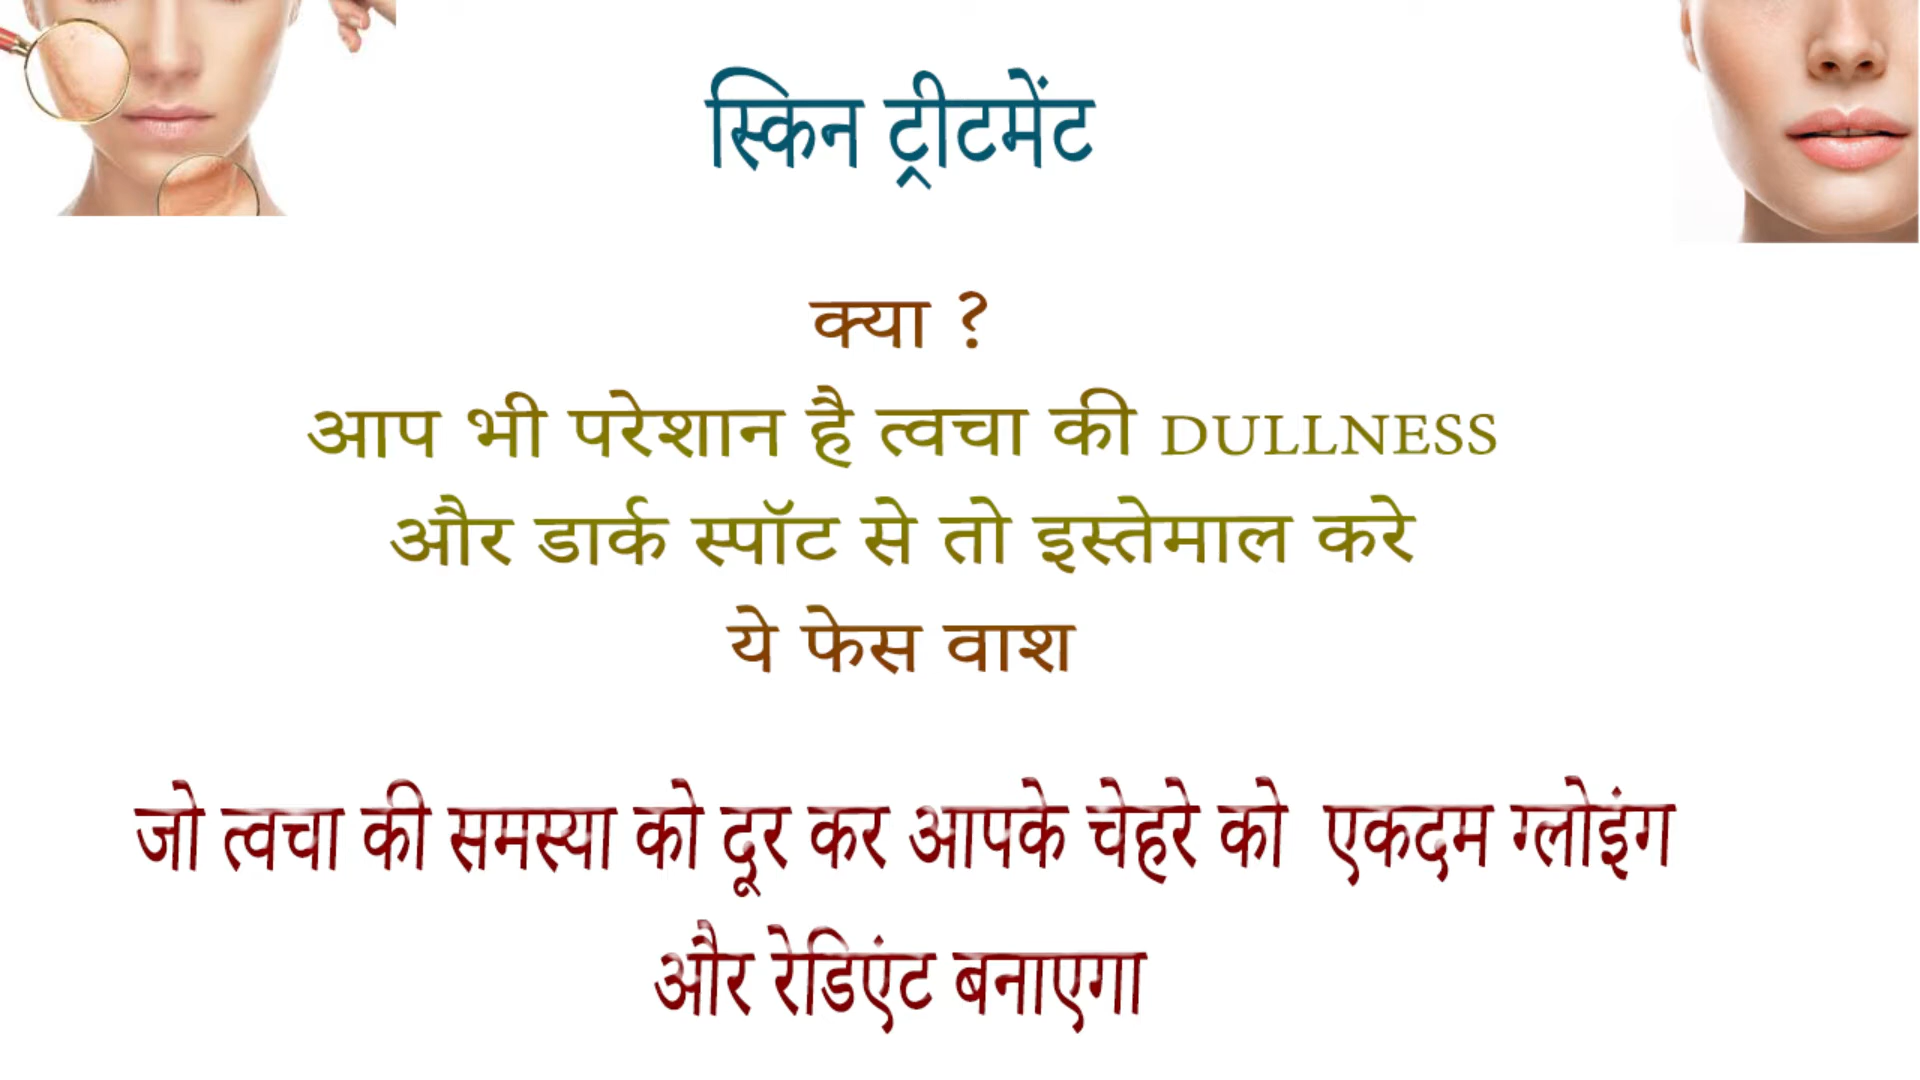 स्किन ट्रीटमेंट
क्या ?
आप भी परेशान है त्वचा की DULLNESS
और डार्क स्पॉट से तो इस्तेमाल करे
ये फेस वाश
जो त्वचा की समस्या को दूर कर आपके चेहरे को एकदम ग्लोइंग
और रेडिएंट बनाएगा